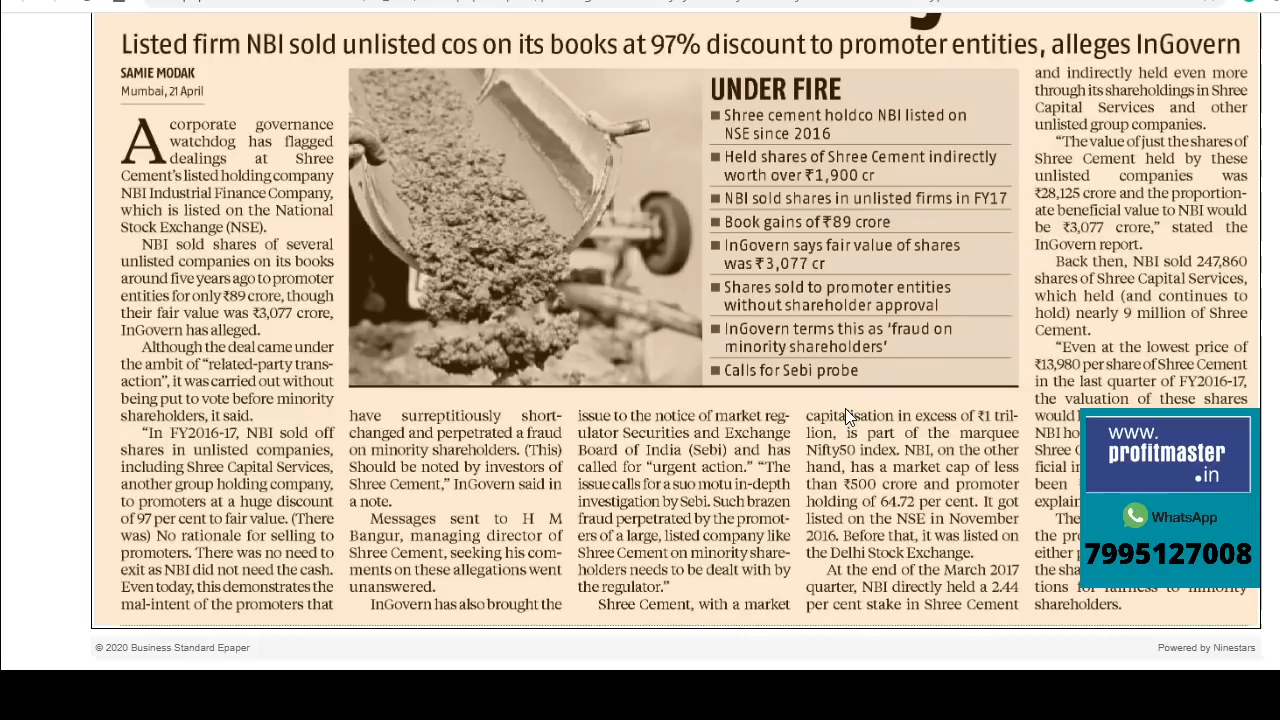 Listed firm NBI sold unlisted cos on its books at 97% discount to promoter entities, alleges InGovern
SAMIE MODAK
Mumbai, 21 April
A corporate governance
watchdog has flagged
dealings at Shree
Cement's listed holding company
NBI Industrial Finance Company,
which is listed on the National
Stock Exchange (NSE).
NBI sold shares of several
unlisted companies on its books
around five years ago to promoter
entities for only ₹89 crore, though
their fair value was ₹3,077 crore,
InGovern has alleged.
Although the deal came under
the ambit of "related-party trans-
action", it was carried out without
being put to vote before minority
shareholders, it said.
"In FY2016-17, NBI sold off
shares in unlisted companies,
including Shree Capital Services,
another group holding company,
to promoters at a huge discount
of 97 per cent to fair value. (There
was) No rationale for selling to
promoters. There was no need to
exit as NBI did not need the cash.
Even today, this demonstrates the
mal-intent of the promoters that
UNDER FIRE
Shree cement holdco NBI listed on
NSE since 2016
Held shares of Shree Cement indirectly
worth over ₹1,900 cr
NBI sold shares in unlisted firms in FY17
Book gains of ₹89 crore
InGovern says fair value of shares
was ₹3,077 cr
Shares sold to promoter entities
without shareholder approval
InGovern terms this as 'fraud on
minority shareholders'
Calls for Sebi probe
have surreptitiously short-
changed and perpetrated a fraud
on minority shareholders. (This)
Should be noted by investors of
Shree Cement," InGovern said in
a note.
Messages sent to H M
Bangur, managing director of
Shree Cement, seeking his com-
ments on these allegations went
unanswered.
InGovern has also brought the
issue to the notice of market reg-
ulator Securities and Exchange
Board of India (Sebi) and has
called for "urgent action." "The
issue calls for a suo motu in-depth
investigation by Sebi. Such brazen
fraud perpetrated by the promot-
ers of a large, listed company like
Shree Cement on minority share-
holders needs to be dealt with by
the regulator."
Shree Cement, with a market
capitalisation in excess of ₹1 tril-
lion, is part of the marquee
Nifty50 index. NBI, on the other
hand, has a market cap of less
than ₹500 crore and promoter
holding of 64.72 per cent. It got
listed on the NSE in November
2016. Before that, it was listed on
the Delhi Stock Exchange.
At the end of the March 2017
quarter, NBI directly held a 2.44
per cent stake in Shree Cement
and indirectly held even more
through its shareholdings in Shree
Capital Services and other
unlisted group companies.
"The value of just the shares of
Shree Cement held by these
unlisted companies was
₹28,125 crore and the proportion-
ate beneficial value to NBI would
be ₹3,077 crore," stated the
InGovern report.
Back then, NBI sold 247,860
shares of Shree Capital Services,
which held (and continues to
hold) nearly 9 million of Shree
Cement.
"Even at the lowest price of
₹13,980 per share of Shree Cement
in the last quarter of FY2016-17,
the valuation of these shares
would
NBI
Shree
ficial
been
explain
the
either
the
tions for fairness to minority
shareholders.
www.
profitmaster
.in
WhatsApp
7995127008
© 2020 Business Standard Epaper
Powered by Ninestars